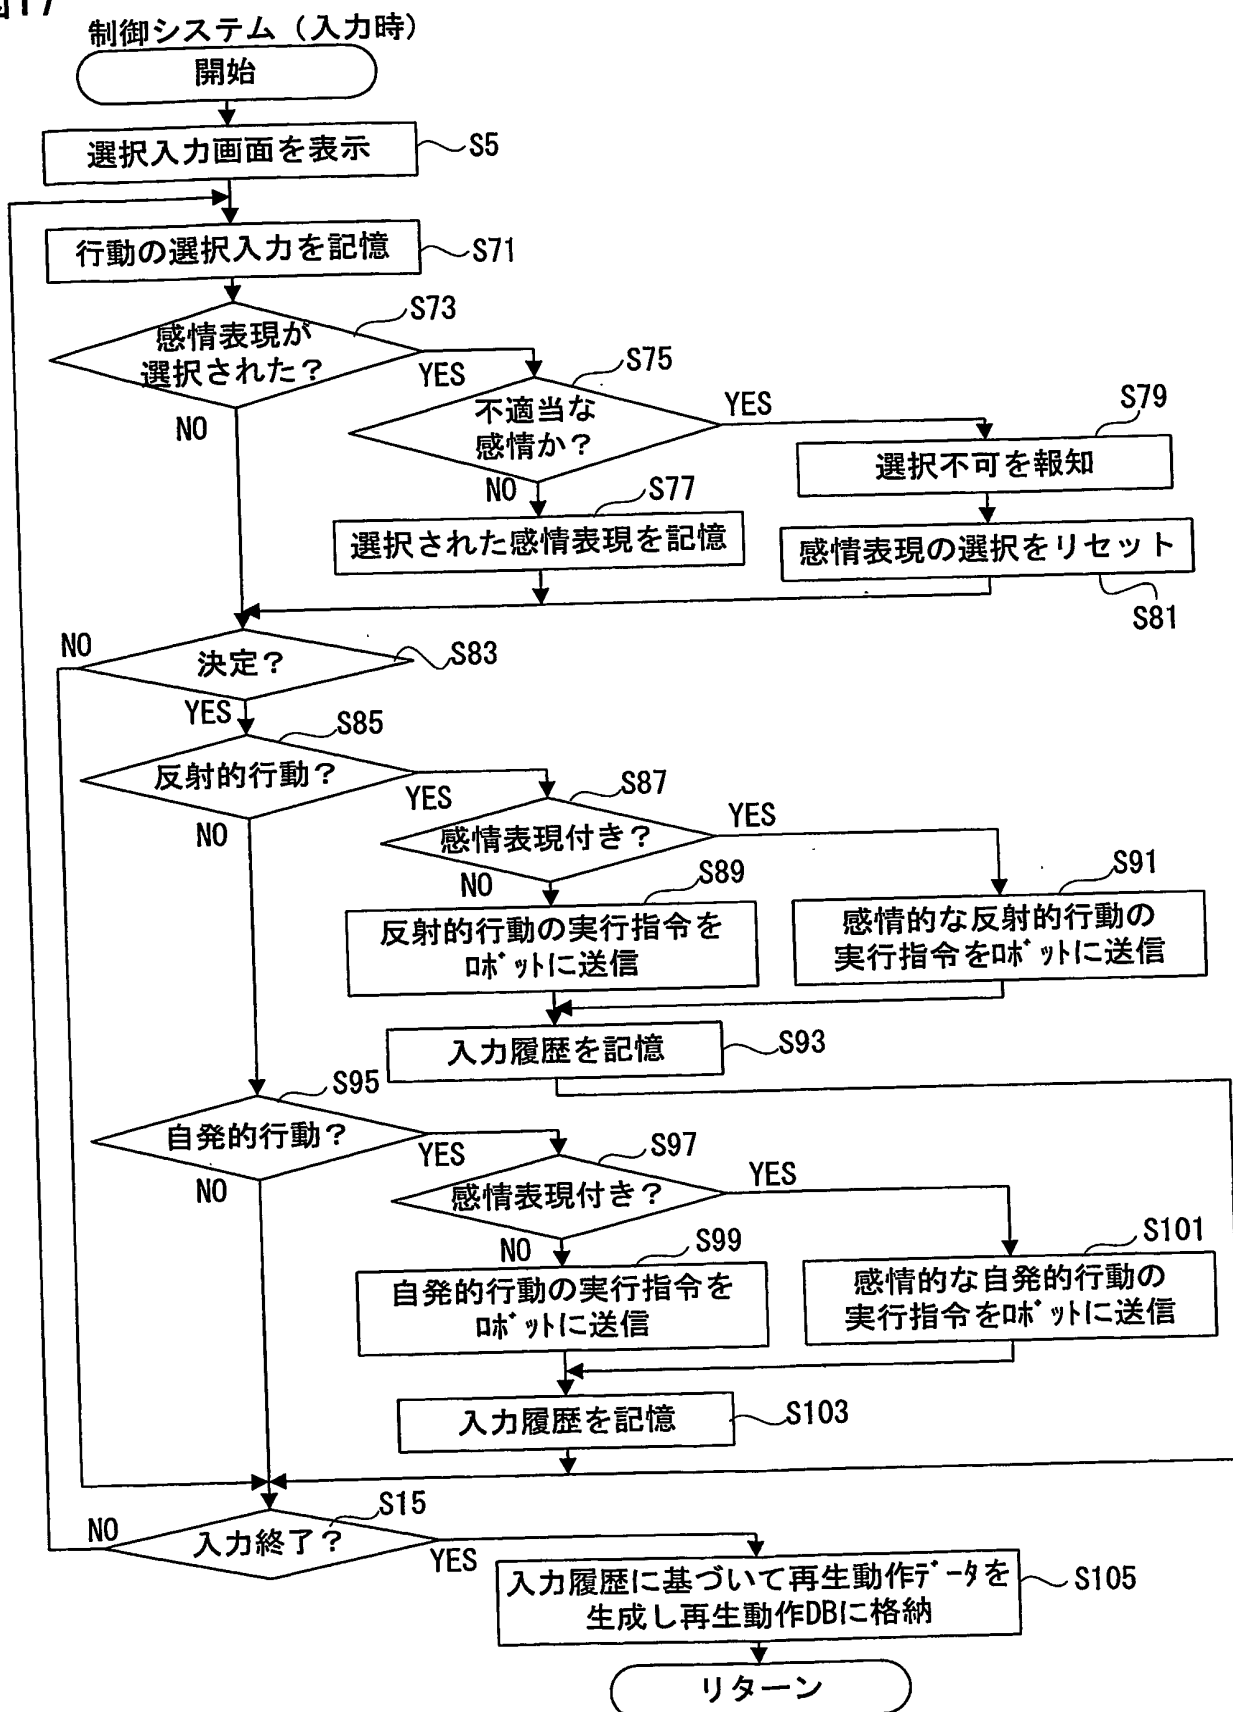 図17
制御システム（入力時）
開始
選択入力画面を表示
S5
行動の選択入力を記憶
S71
感情表現が
選択された？
S73
YES
NO
不適当な
感情か？
S75
YES
NO
選択不可を報知
S79
選択された感情表現を記憶
S77
感情表現の選択をリセット
S81
決定？
S83
NO
YES
反射的行動？
S85
YES
NO
感情表現付き？
S87
YES
NO
反射的行動の実行指令を
ﾛﾎﾞｯﾄに送信
S89
感情的な反射的行動の
実行指令をﾛﾎﾞｯﾄに送信
S91
入力履歴を記憶
S93
自発的行動？
S95
YES
NO
感情表現付き？
S97
YES
NO
自発的行動の実行指令を
ﾛﾎﾞｯﾄに送信
S99
感情的な自発的行動の
実行指令をﾛﾎﾞｯﾄに送信
S101
入力履歴を記憶
S103
入力終了？
S15
NO
YES
入力履歴に基づいて再生動作ﾃﾞｰﾀを
生成し再生動作DBに格納
S105
リターン